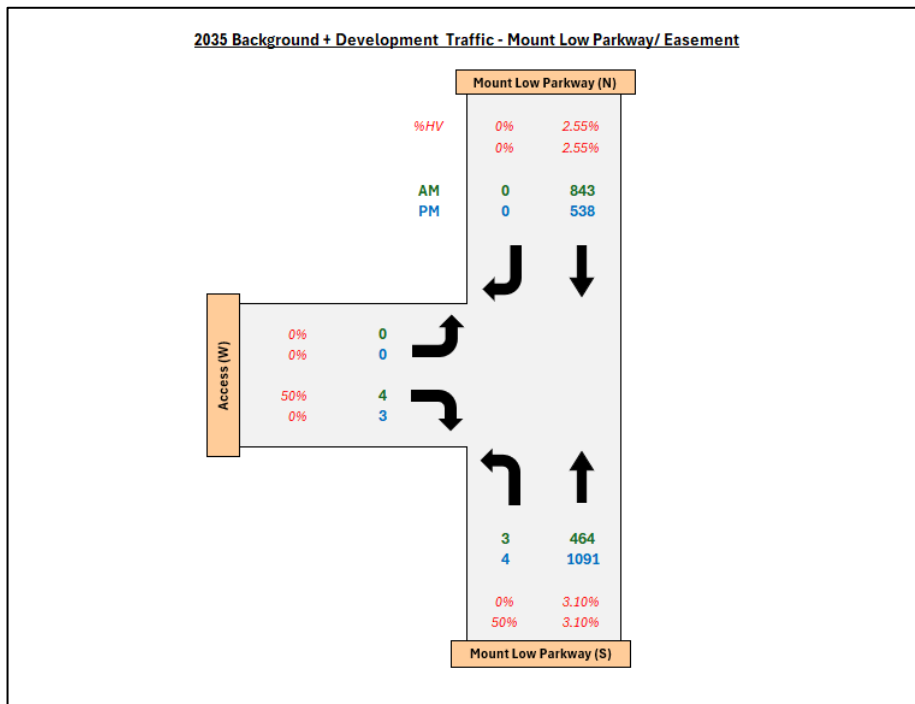 2035 Background + Development Traffic - Mount Low Parkway/ Easement
Mount Low Parkway (N)
%HV 0% 2.55%
0% 2.55%
AM 0 843
PM 0 538
Access (W)
0% 0
0% 0
50% 4
0% 3
3 464
4 1091
0% 3.10%
50% 3.10%
Mount Low Parkway (S)